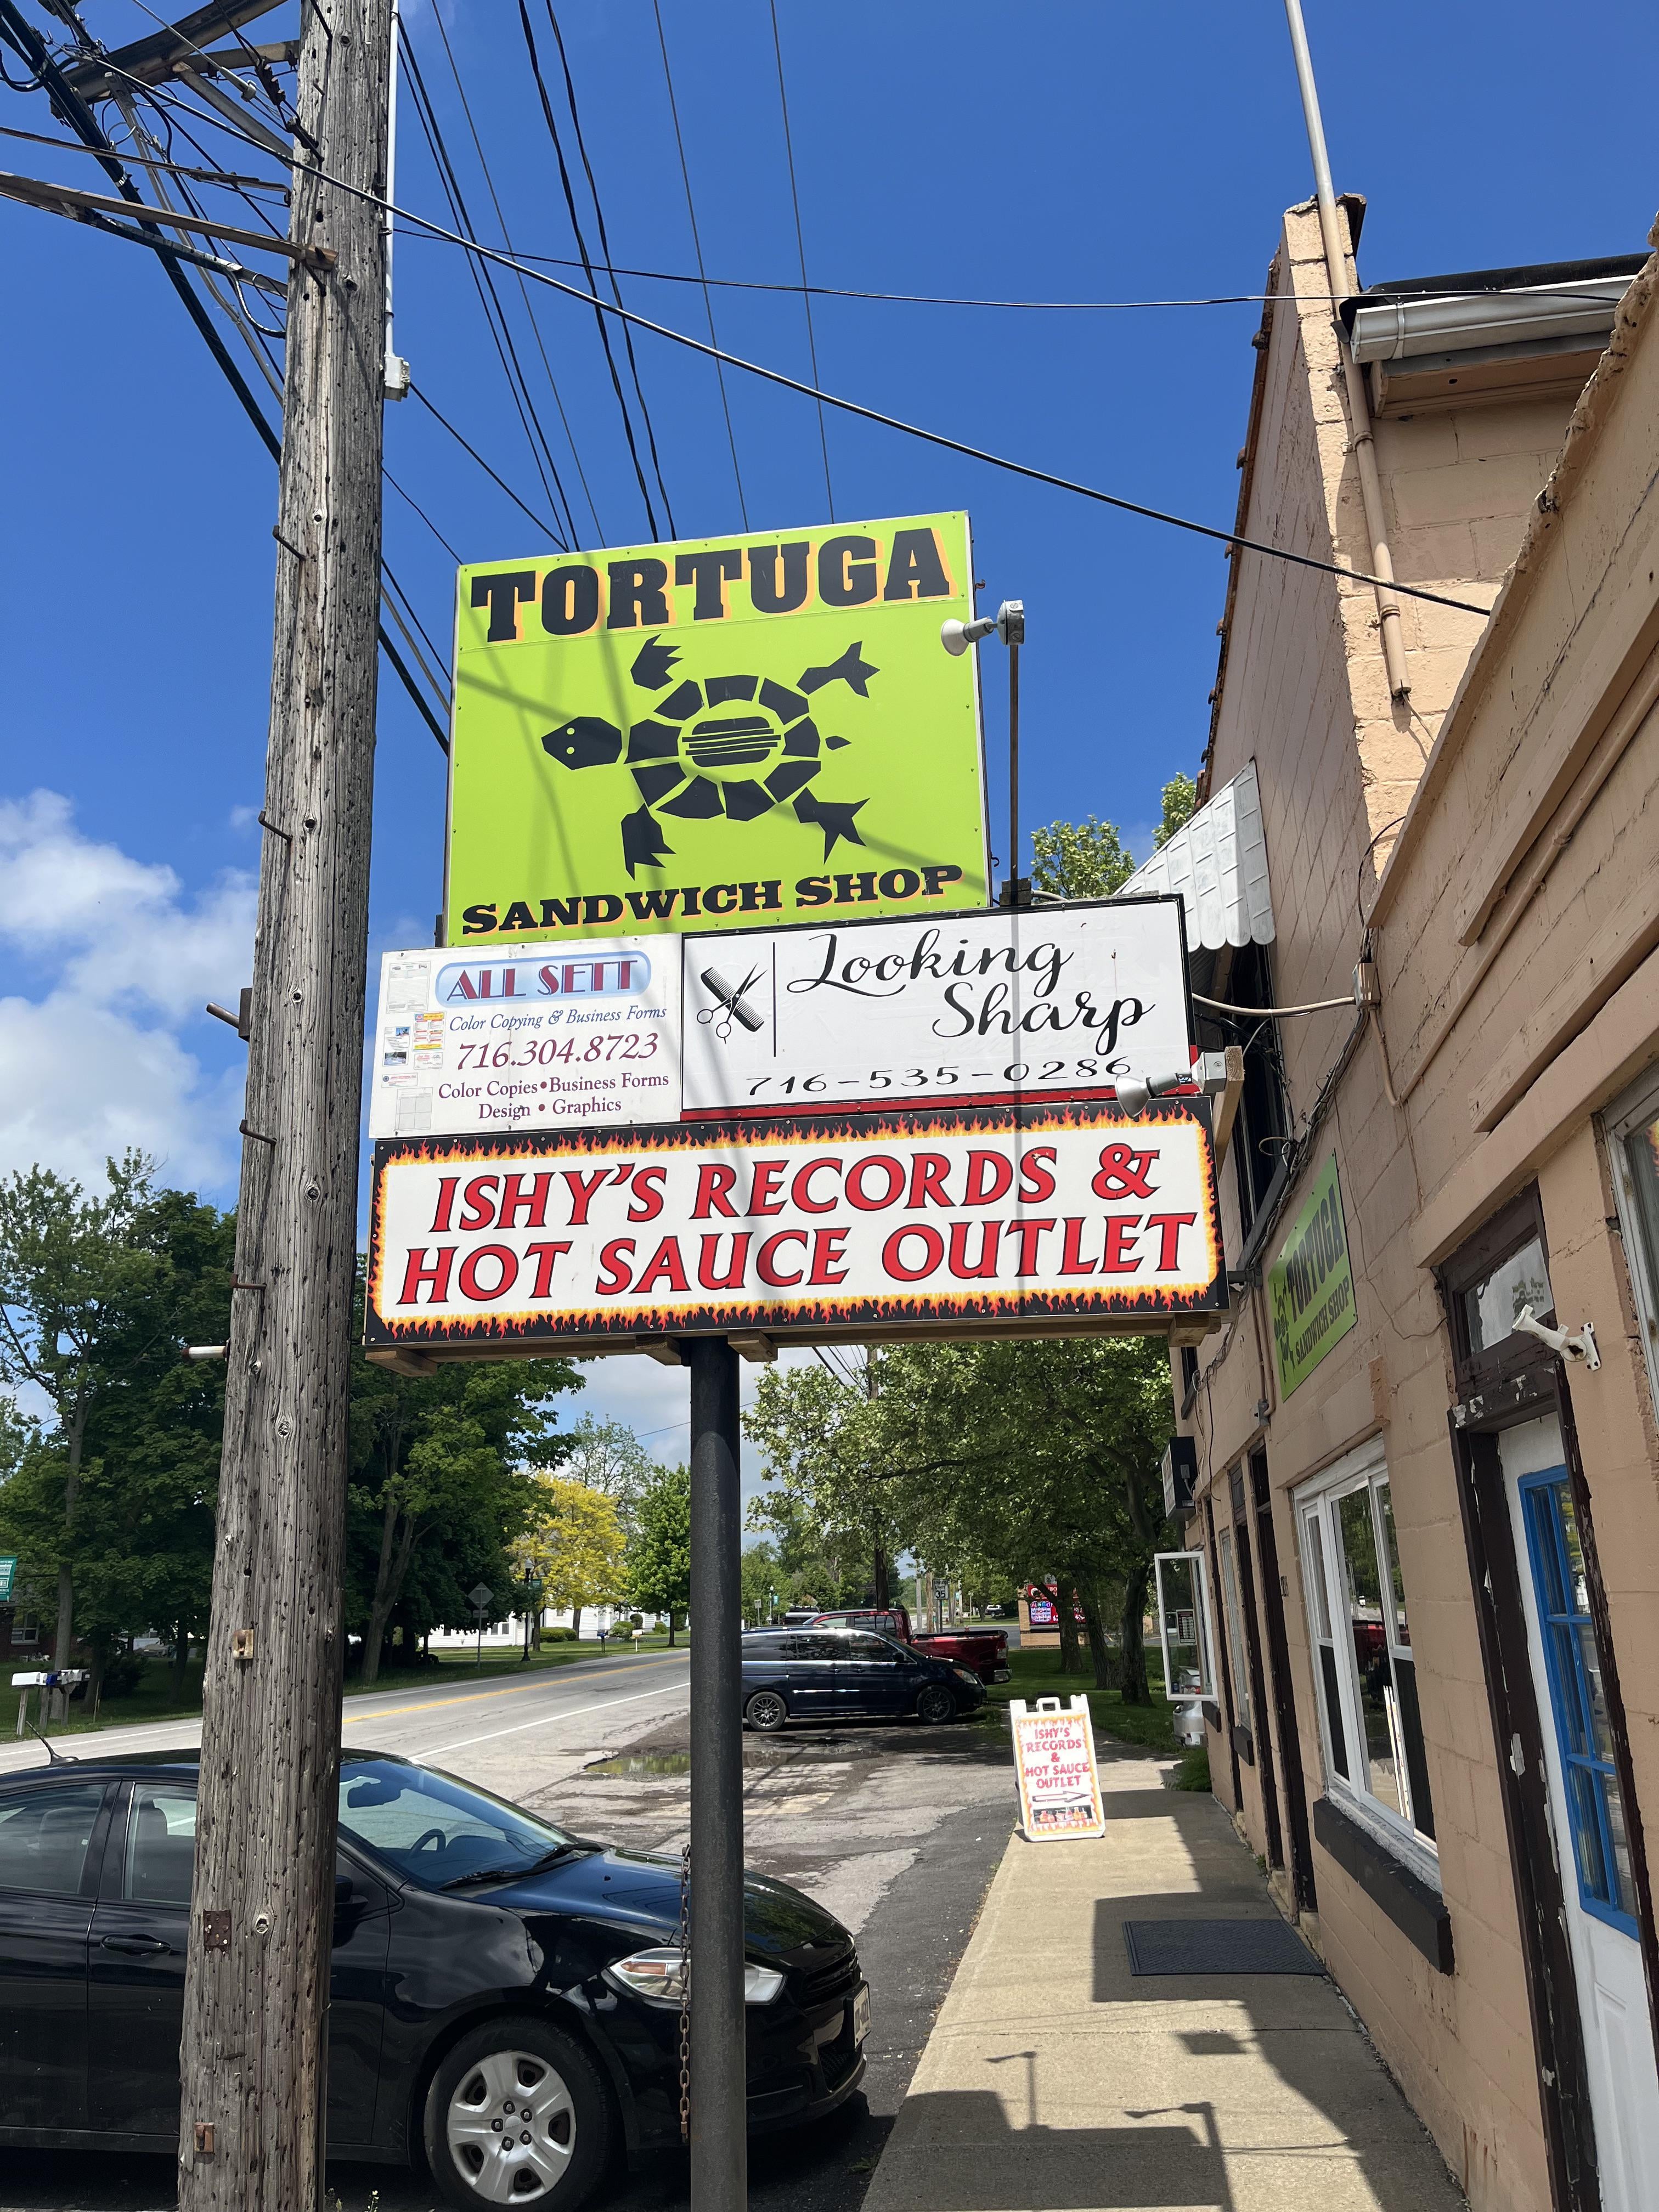 TORTUGA
SANDWICH SHOP
ALL SETT
Color Copying & Business Forms
716.304.8723
Color Copies•Business Forms
Design • Graphics
Looking
Sharp
716-535-0286
ISHY'S RECORDS &
HOT SAUCE OUTLET
TORTUGA
SANDWICH SHOP
ISHY'S
RECORDS
&
HOT SAUCE
OUTLET